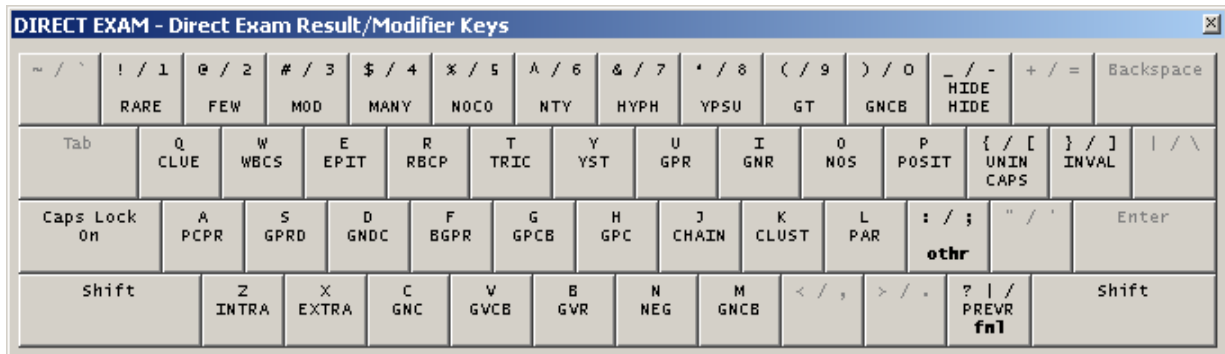 DIRECT EXAM - Direct Exam Result/Modifier Keys
~ / ` ! / 1 @ / 2 # / 3 $ / 4 % / 5 ^ / 6 & / 7 * / 8 ( / 9 ) / 0 _ / - + / = Backspace
HIDE
RARE FEW MOD MANY NOCO NTY HYPH YPSU GT GNCB HIDE
Tab Q W E R T Y U I O P { / [ } / ] | / \
CLUE WBCS EPIT RBCP TRIC YST GPR GNR NOS POSIT UNIN INVAL
CAPS
Caps Lock A S D F G H J K L : / ; " / ' Enter
On PCPR GPRD GNDC BGPR GPCB GPC CHAIN CLUST PAR
othr
Shift Z X C V B N M < / , > / . ? | / Shift
INTRA EXTRA GNC GVCB GVR NEG GNCB PREVR
fnl